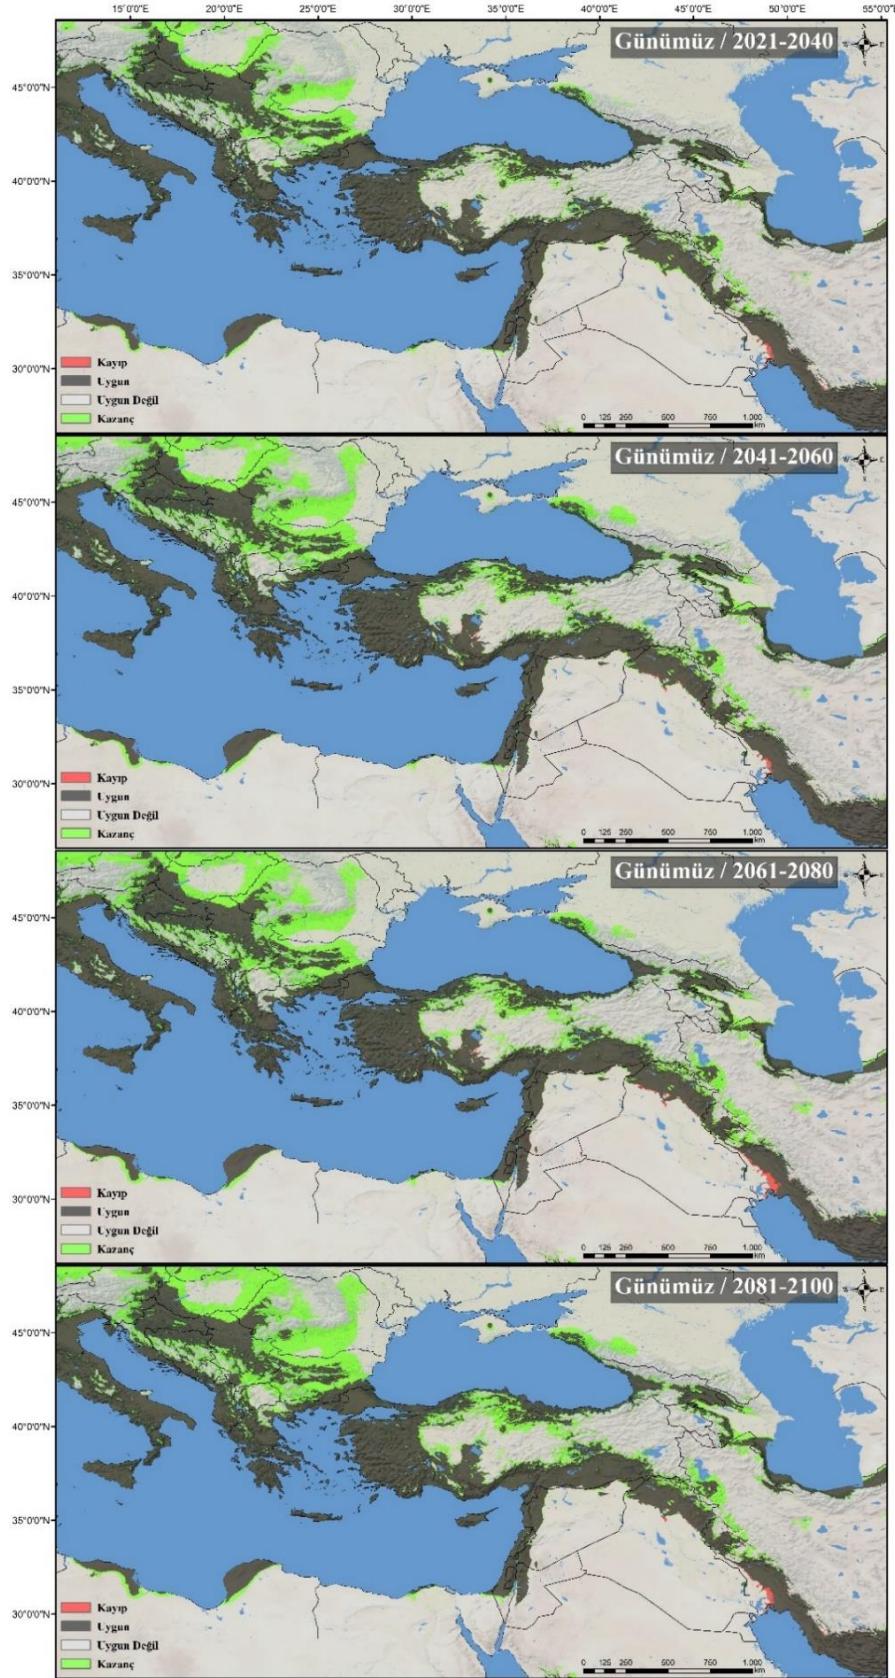 15°0'0"E 20°0'0"E 25°0'0"E 30°0'0"E 35°0'0"E 40°0'0"E 45°0'0"E 50°0'0"E 55°0'0"E
Günümüz / 2021-2040
45°0'0"N
40°0'0"N
35°0'0"N
30°0'0"N
Kayıp
Uygun
Uygun Değil
Kazanç
0 125 250 500 750 1.000
km
Günümüz / 2041-2060
45°0'0"N
40°0'0"N
35°0'0"N
30°0'0"N
Kayıp
Uygun
Uygun Değil
Kazanç
0 125 250 500 750 1.000
km
Günümüz / 2061-2080
45°0'0"N
40°0'0"N
35°0'0"N
30°0'0"N
Kayıp
Uygun
Uygun Değil
Kazanç
0 125 250 500 750 1.000
km
Günümüz / 2081-2100
45°0'0"N
40°0'0"N
35°0'0"N
30°0'0"N
Kayıp
Uygun
Uygun Değil
Kazanç
0 125 250 500 750 1.000
km